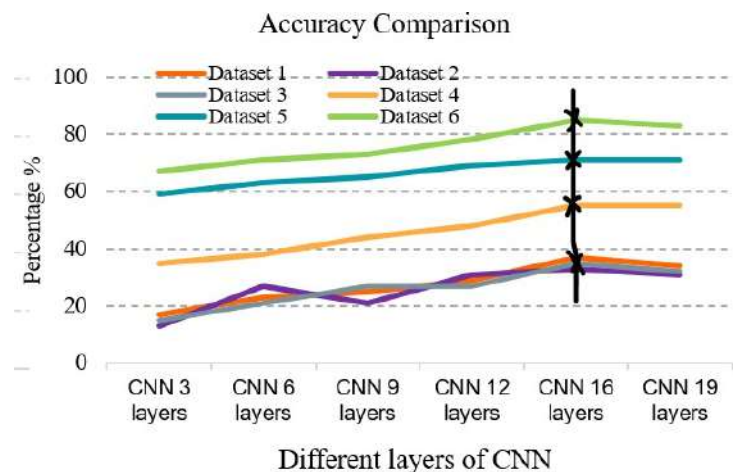 Accuracy Comparison
100
80
60
40
20
0
Percentage %
Dataset 1
Dataset 2
Dataset 3
Dataset 4
Dataset 5
Dataset 6
CNN 3 layers
CNN 6 layers
CNN 9 layers
CNN 12 layers
CNN 16 layers
CNN 19 layers
Different layers of CNN